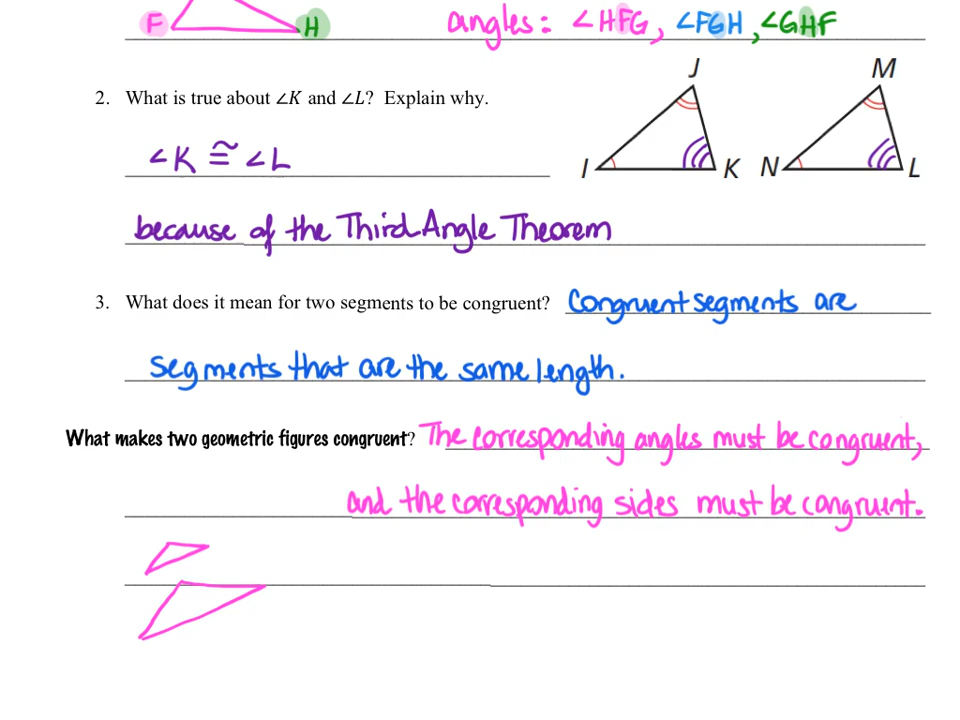 F H angles: ∠HFG, ∠FGH, ∠GHF
2. What is true about ∠K and ∠L? Explain why.
J M
∠K ≅ ∠L
I K N L
because of the Third Angle Theorem
3. What does it mean for two segments to be congruent? Congruent segments are
segments that are the same length.
What makes two geometric figures congruent? The corresponding angles must be congruent,
and the corresponding sides must be congruent.